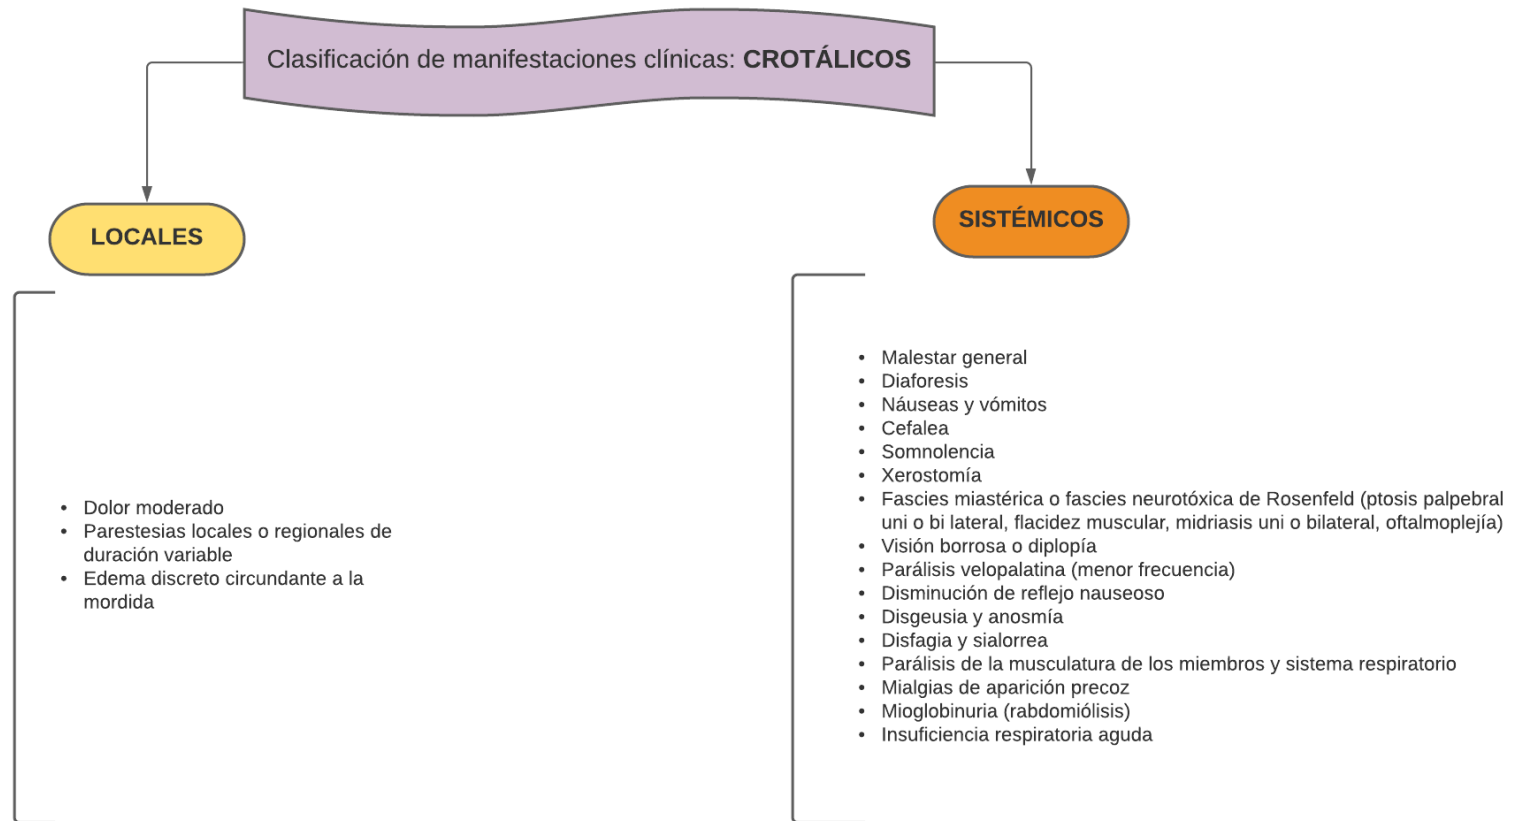 Clasificación de manifestaciones clínicas: CROTÁLICOS
LOCALES
• Dolor moderado
• Parestesias locales o regionales de
duración variable
• Edema discreto circundante a la
mordida
SISTÉMICOS
• Malestar general
• Diaforesis
• Náuseas y vómitos
• Cefalea
• Somnolencia
• Xerostomía
• Fascies miastérica o fascies neurotóxica de Rosenfeld (ptosis palpebral
uni o bi lateral, flacidez muscular, midriasis uni o bilateral, oftalmoplejía)
• Visión borrosa o diplopía
• Parálisis velopalatina (menor frecuencia)
• Disminución de reflejo nauseoso
• Disgeusia y anosmía
• Disfagia y sialorrea
• Parálisis de la musculatura de los miembros y sistema respiratorio
• Mialgias de aparición precoz
• Mioglobinuria (rabdomiólisis)
• Insuficiencia respiratoria aguda